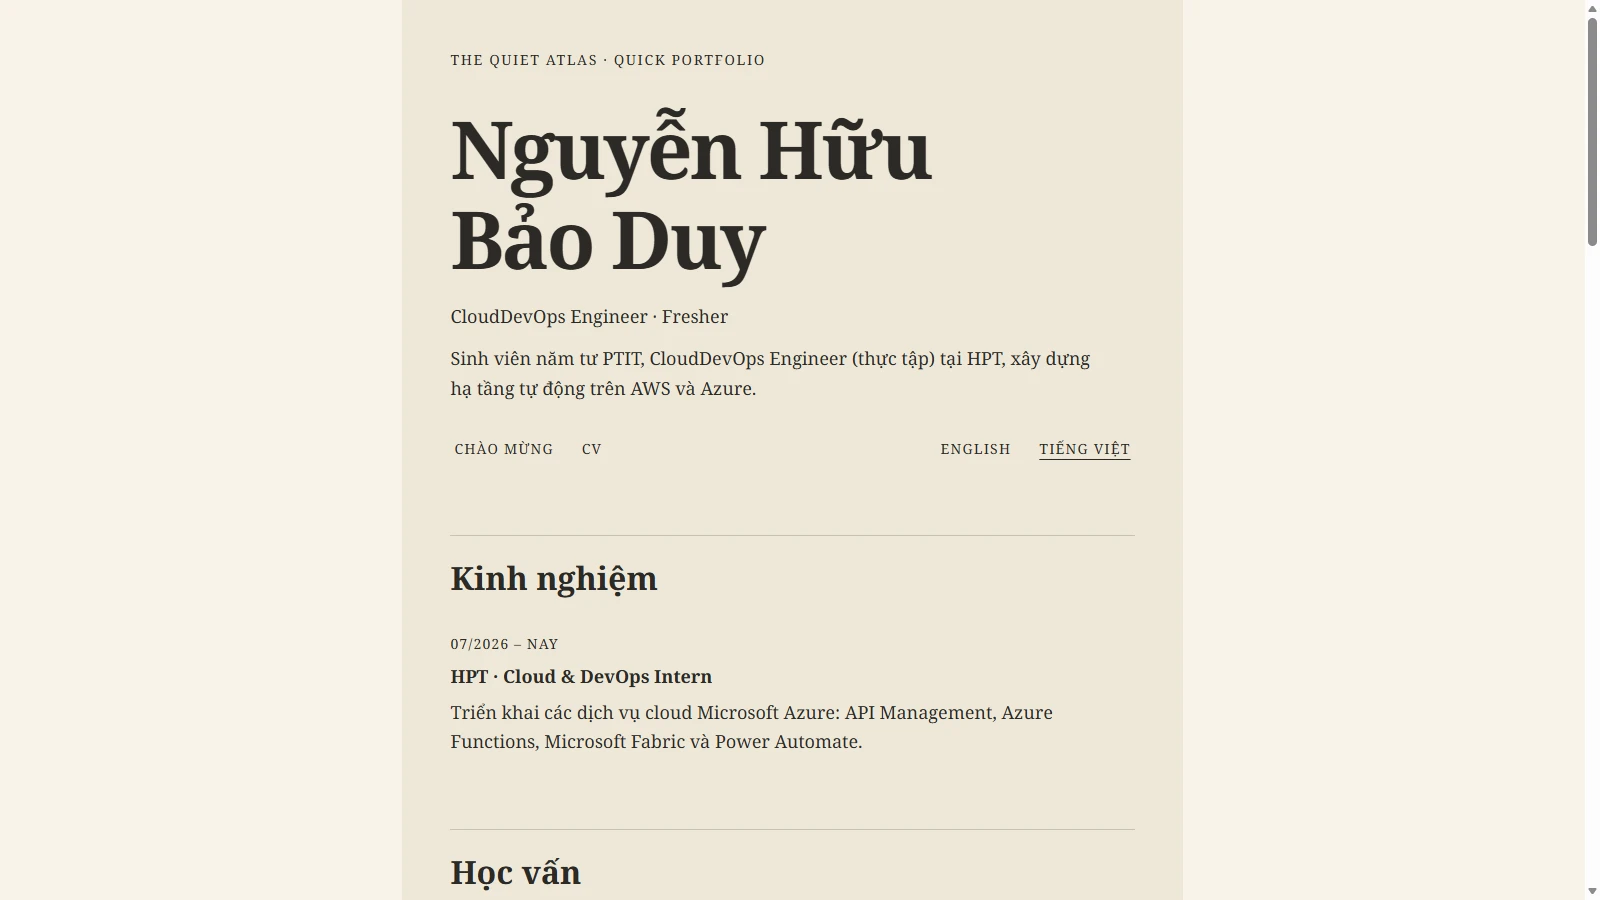 THE QUIET ATLAS · QUICK PORTFOLIO
Nguyễn Hữu
Bảo Duy
CloudDevOps Engineer · Fresher
Sinh viên năm tư PTIT, CloudDevOps Engineer (thực tập) tại HPT, xây dựng
hạ tầng tự động trên AWS và Azure.
CHÀO MỪNG CV ENGLISH TIẾNG VIỆT
Kinh nghiệm
07/2026 – NAY
HPT · Cloud & DevOps Intern
Triển khai các dịch vụ cloud Microsoft Azure: API Management, Azure
Functions, Microsoft Fabric và Power Automate.
Học vấn